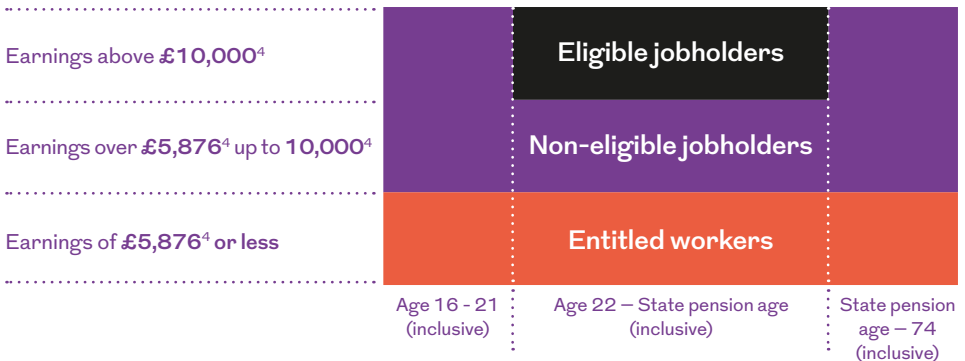 Earnings above £10,000⁴
Eligible jobholders
Earnings over £5,876⁴ up to 10,000⁴
Non-eligible jobholders
Earnings of £5,876⁴ or less
Entitled workers
Age 16 - 21
(inclusive)
Age 22 – State pension age
(inclusive)
State pension
age – 74
(inclusive)